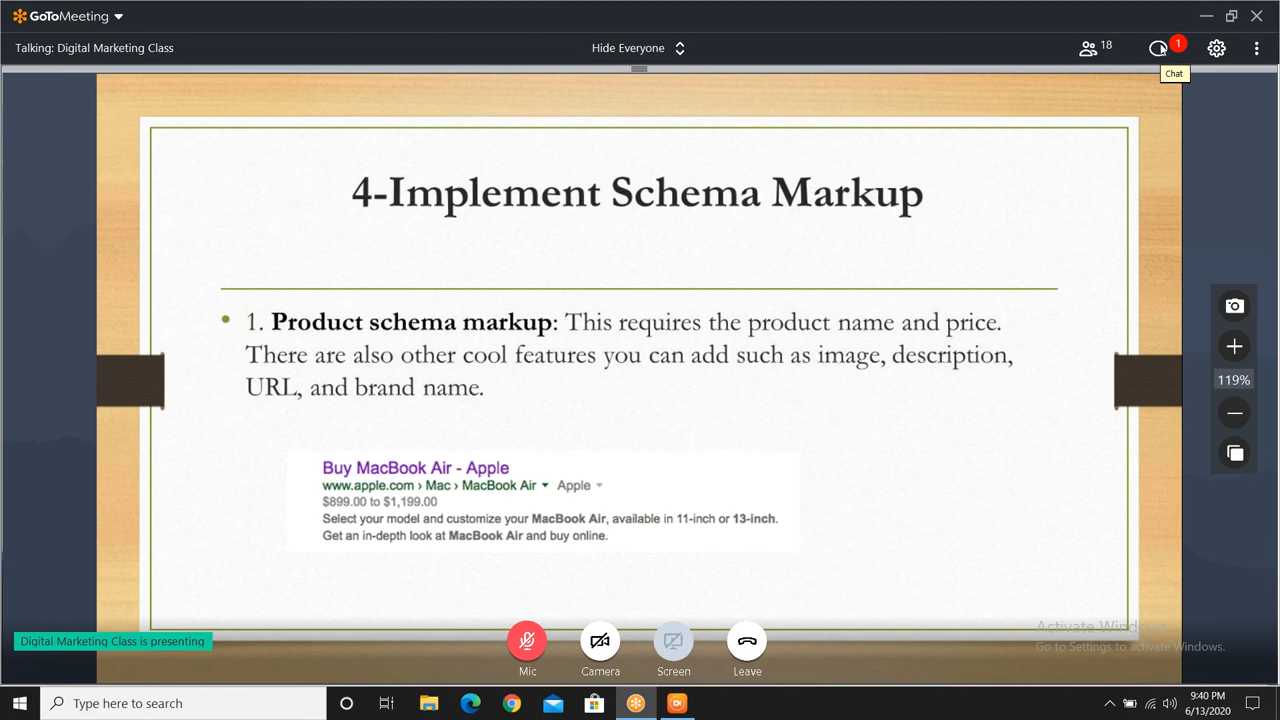 GoToMeeting
Talking: Digital Marketing Class
Hide Everyone
18
1
Chat
4-Implement Schema Markup
• 1. Product schema markup: This requires the product name and price.
There are also other cool features you can add such as image, description,
URL, and brand name.
119%
Buy MacBook Air - Apple
www.apple.com › Mac › MacBook Air Apple
$899.00 to $1,199.00
Select your model and customize your MacBook Air, available in 11-inch or 13-inch.
Get an in-depth look at MacBook Air and buy online.
Activate Windows
Go to Settings to activate Windows.
Digital Marketing Class is presenting
Mic
Camera
Screen
Leave
Type here to search
9:40 PM
6/13/2020